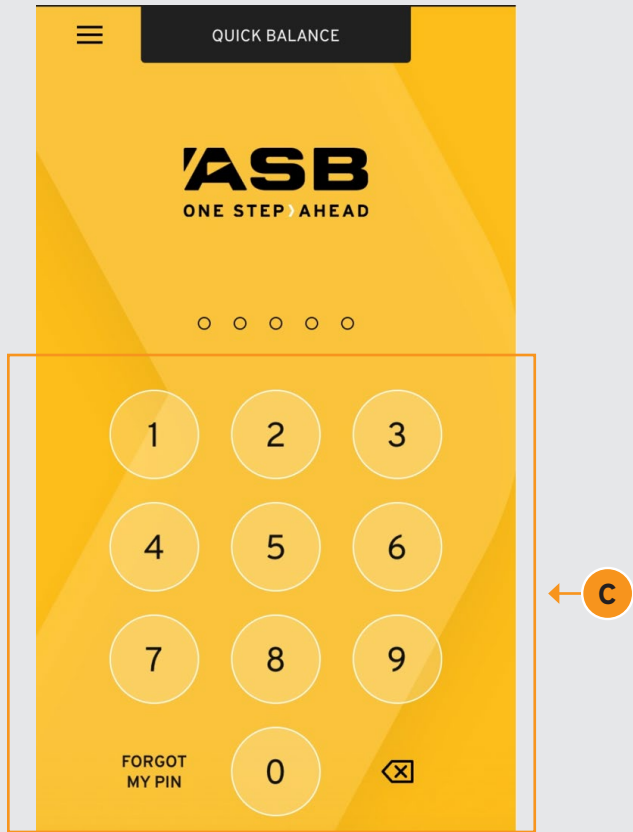 QUICK BALANCE
ASB
ONE STEP AHEAD
1 2 3
4 5 6
C
7 8 9
FORGOT
MY PIN
0